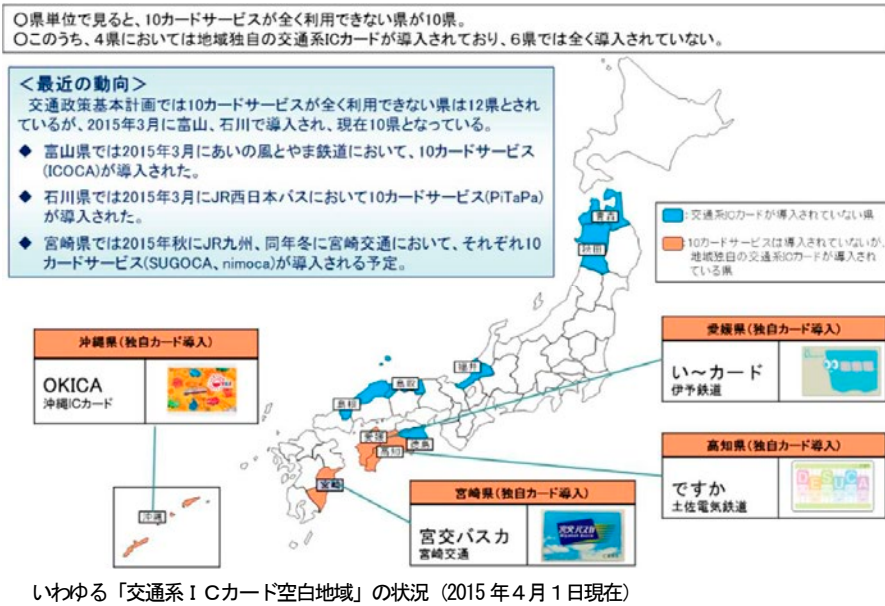 ○県単位で見ると、10カードサービスが全く利用できない県が10県。
○このうち、4県においては地域独自の交通系ICカードが導入されており、6県では全く導入されていない。
＜最近の動向＞
交通政策基本計画では10カードサービスが全く利用できない県は12県とされ
ているが、2015年3月に富山、石川で導入され、現在10県となっている。
◆ 富山県では2015年3月にあいの風とやま鉄道において、10カードサービス
(ICOCA)が導入された。
◆ 石川県では2015年3月にJR西日本バスにおいて10カードサービス(PiTaPa)
が導入された。
◆ 宮崎県では2015年秋にJR九州、同年冬に宮崎交通において、それぞれ10
カードサービス(SUGOCA、nimoca)が導入される予定。
青森
秋田
：交通系ICカードが導入されていない県
：10カードサービスは導入されていないが、
地域独自の交通系ICカードが導入され
ている県
福井
鳥取
島根
愛媛
徳島
高知
宮崎
沖縄
沖縄県（独自カード導入）
OKICA
沖縄ICカード
愛媛県（独自カード導入）
い～カード
伊予鉄道
高知県（独自カード導入）
ですか
土佐電気鉄道
DESUCA
宮崎県（独自カード導入）
宮交バスカ
宮崎交通
宮交バスカ
いわゆる「交通系ＩＣカード空白地域」の状況（2015年４月１日現在）